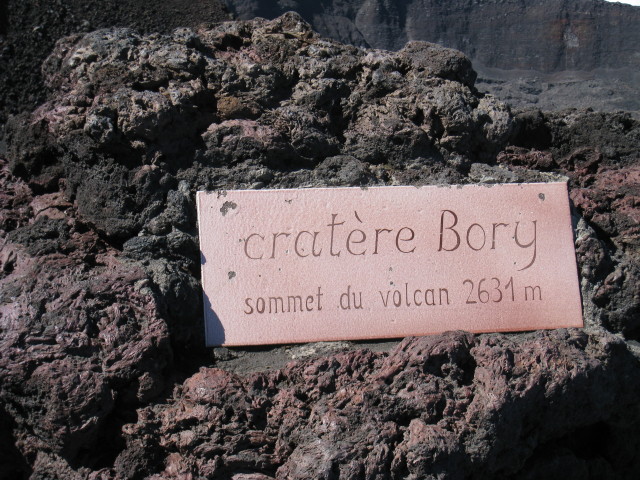 cratère Bory
sommet du volcan 2631 m